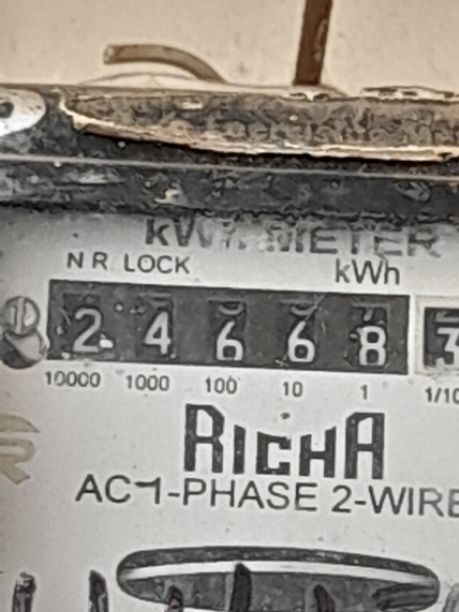 kWh METER
N R LOCK kWh
2 4 6 6 8 3
10000 1000 100 10 1 1/10
RICHA
AC 1-PHASE 2-WIRE